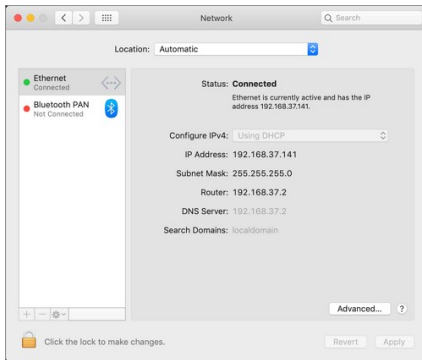 Network
Search
Location: Automatic
Ethernet
Connected
Bluetooth PAN
Not Connected
Status: Connected
Ethernet is currently active and has the IP
address 192.168.37.141.
Configure IPv4: Using DHCP
IP Address: 192.168.37.141
Subnet Mask: 255.255.255.0
Router: 192.168.37.2
DNS Server: 192.168.37.2
Search Domains: localdomain
Advanced... ?
Click the lock to make changes.
Revert Apply